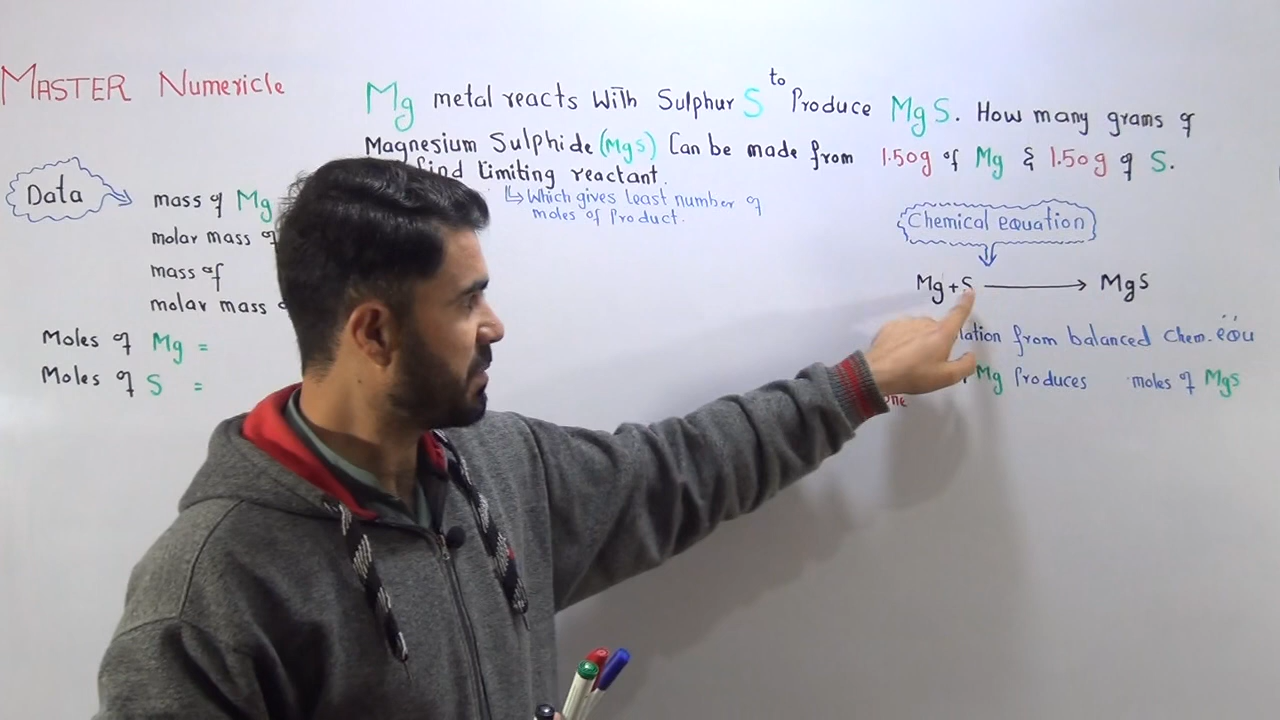 MASTER Numericle
Mg metal reacts With Sulphur S to Produce MgS. How many grams of
Magnesium Sulphide (MgS) Can be made from 1.50g of Mg & 1.50g of S.
find limiting reactant.
↳ Which gives Least number of
moles of Product.
Data
mass of Mg
molar mass of
mass of
molar mass
Moles of Mg =
Moles of S =
Chemical equation
Mg + S → MgS
from balanced Chem. equ
Mg Produces moles of MgS